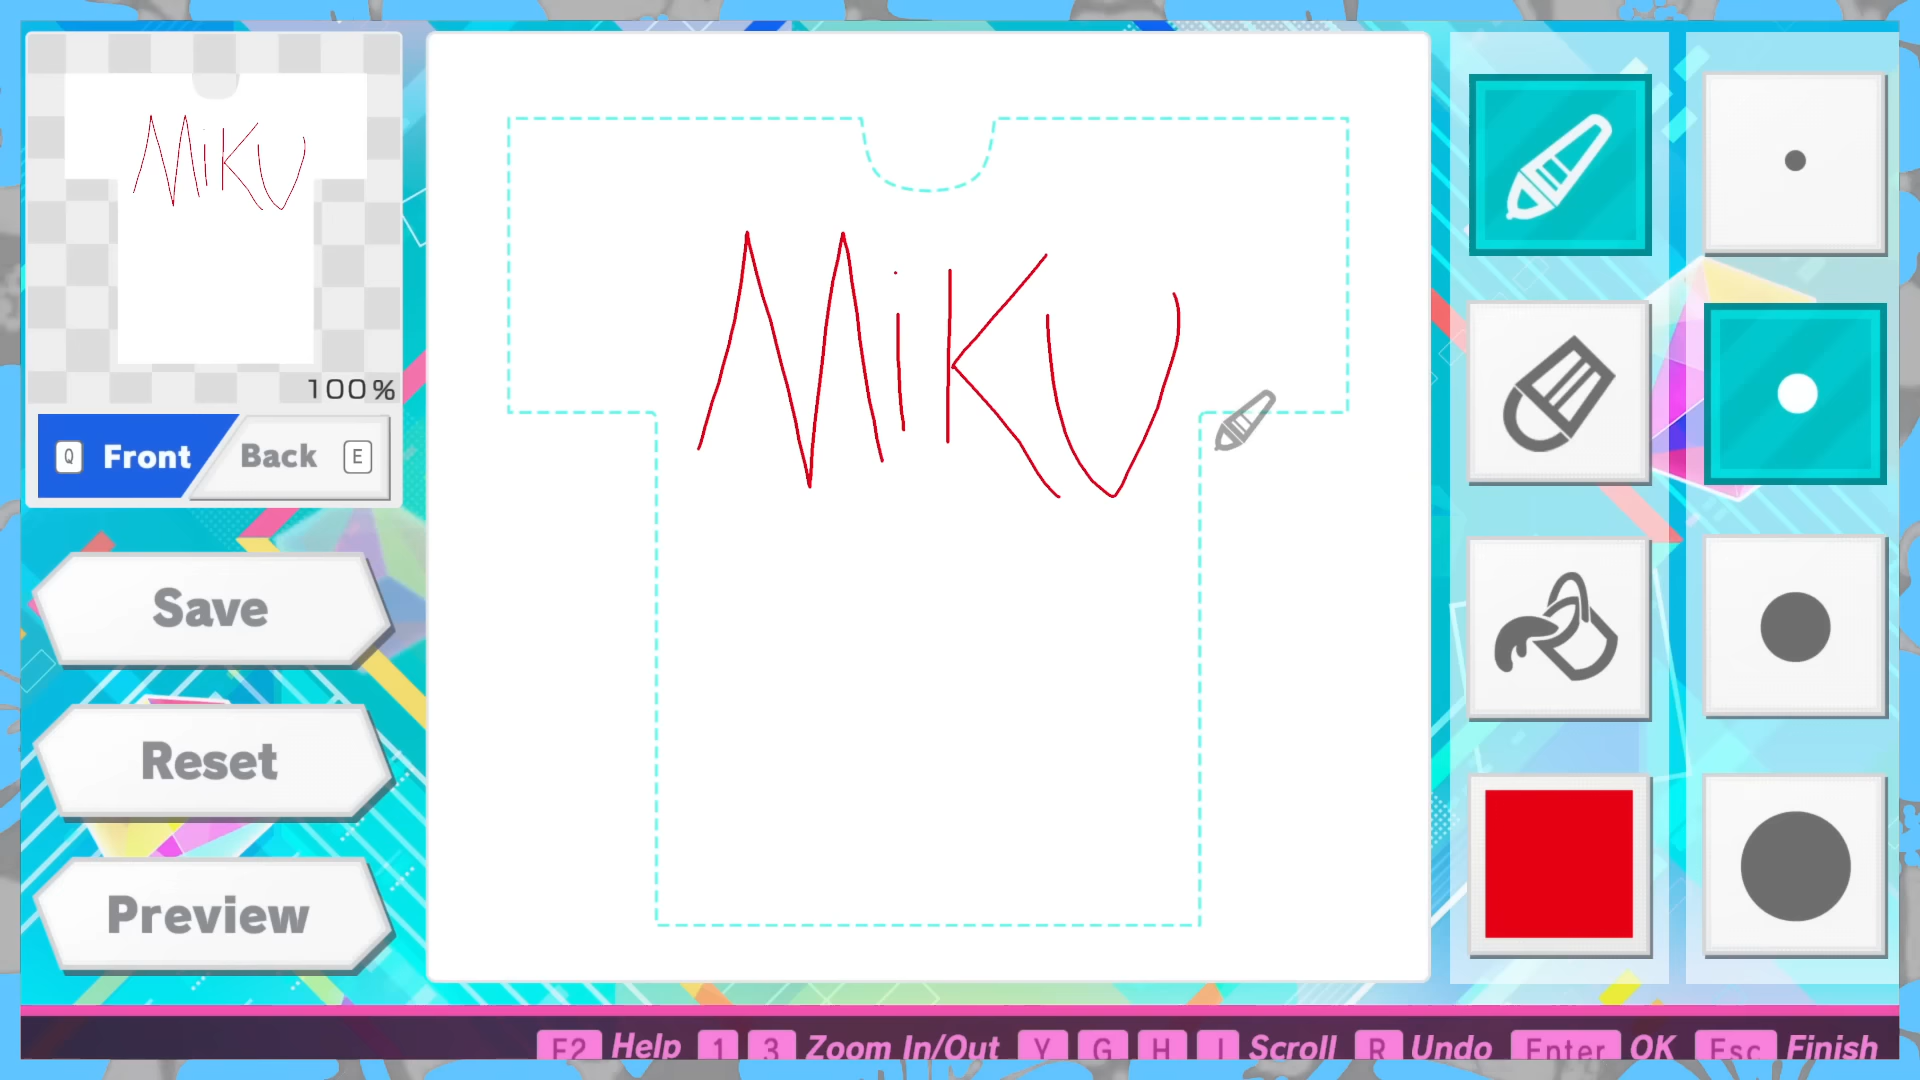 MiKU
MiKU
100%
Q Front Back E
Save
Reset
Preview
F2 Help 1 3 Zoom In/Out Y G H J Scroll R Undo Enter OK Esc Finish